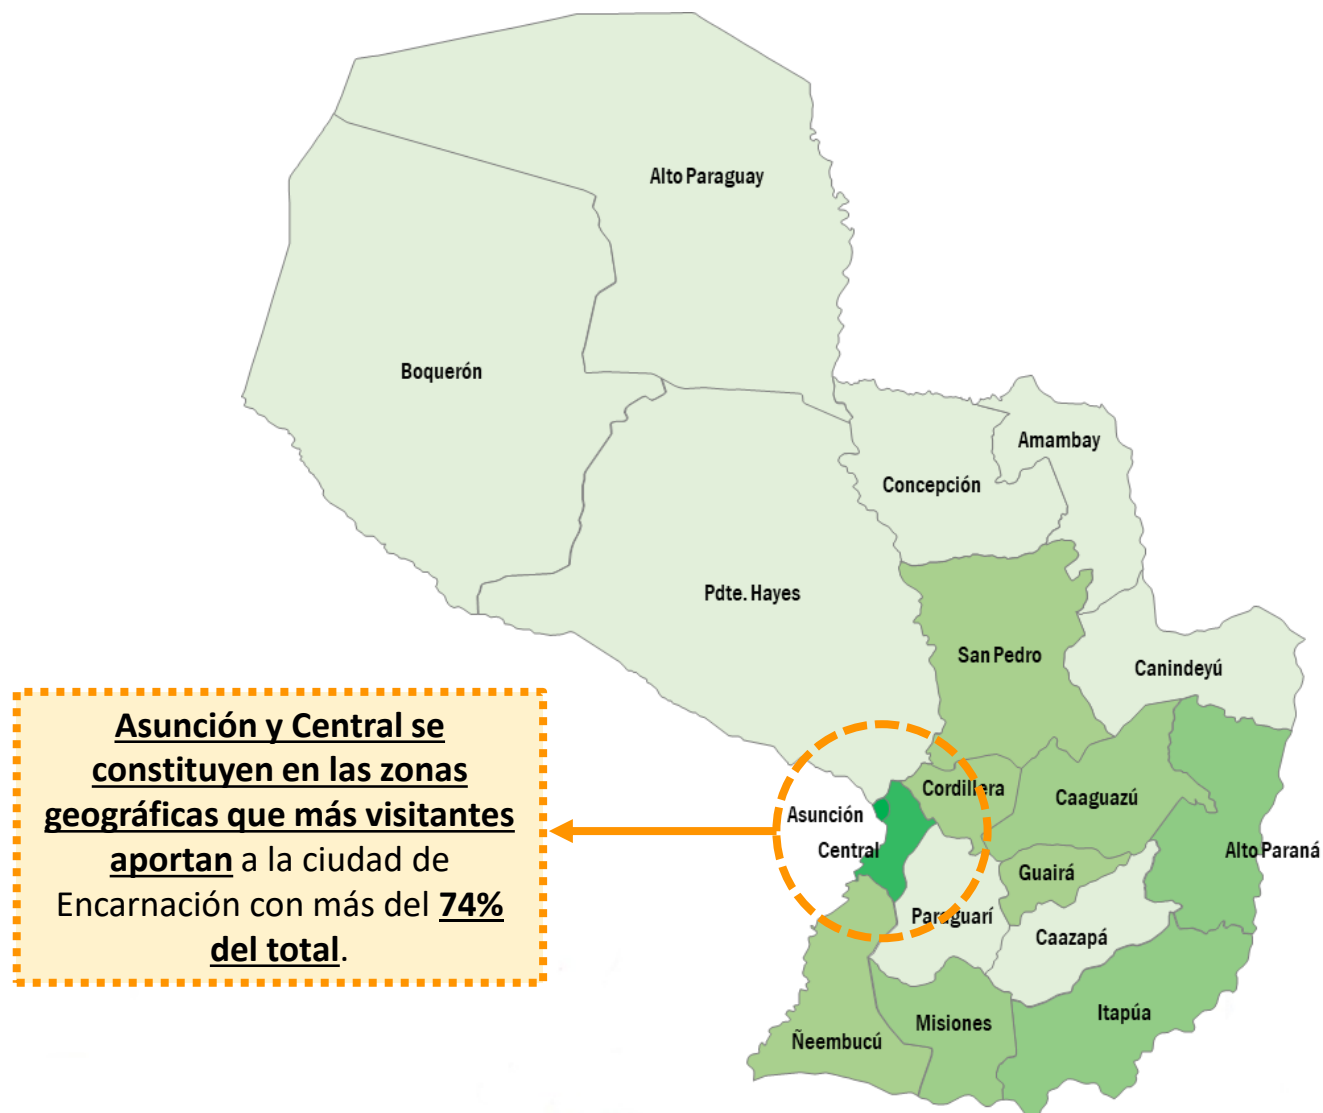 Alto Paraguay
Boquerón
Amambay
Concepción
Pdte. Hayes
San Pedro
Canindeyú
Asunción y Central se
constituyen en las zonas
geográficas que más visitantes
aportan a la ciudad de
Encarnación con más del 74%
del total.
Cordillera
Caaguazú
Asunción
Central
Alto Paraná
Guairá
Paraguarí
Caazapá
Itapúa
Misiones
Ñeembucú